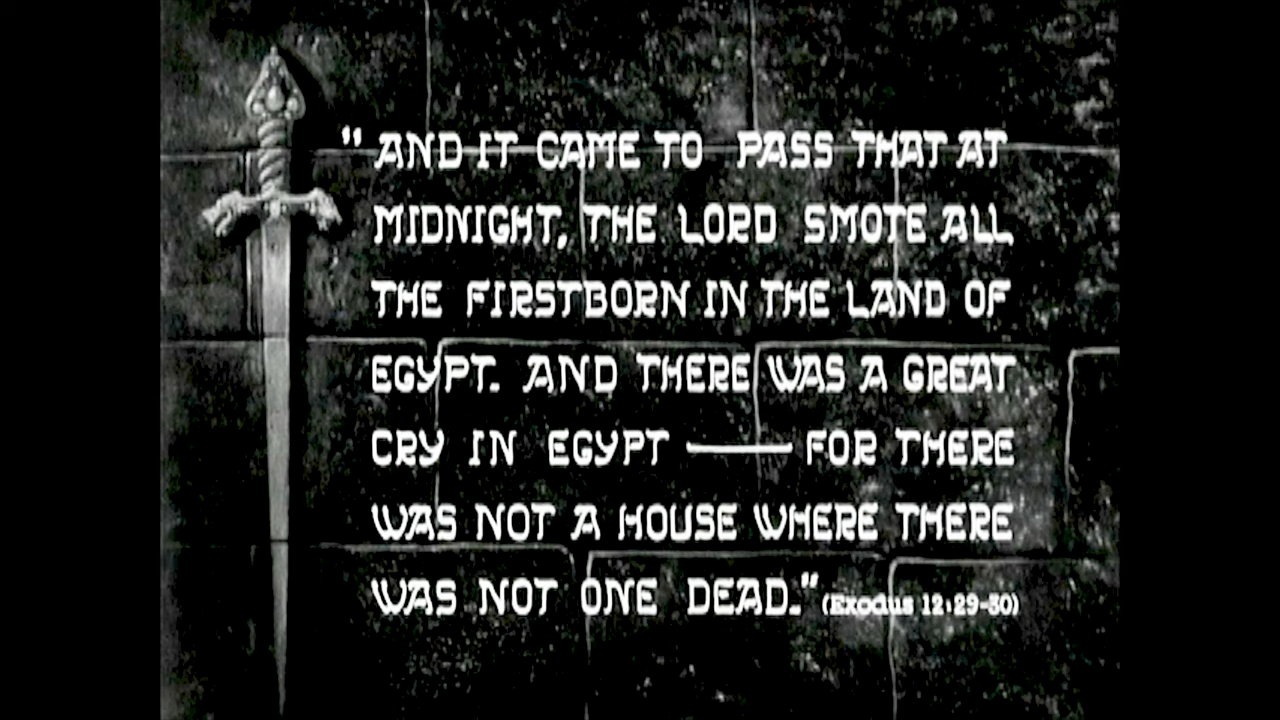 "AND IT CAME TO PASS THAT AT
MIDNIGHT, THE LORD SMOTE ALL
THE FIRSTBORN IN THE LAND OF
EGYPT. AND THERE WAS A GREAT
CRY IN EGYPT — FOR THERE
WAS NOT A HOUSE WHERE THERE
WAS NOT ONE DEAD." (Exodus 12:29-30)